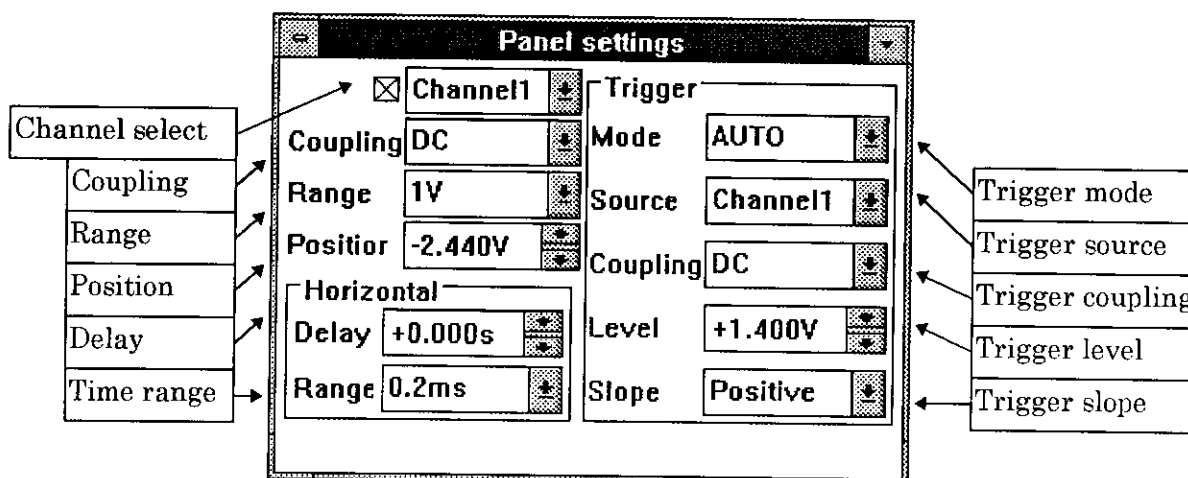 Panel settings
Channel1
Coupling DC
Range 1V
Positior -2.440V
Horizontal
Delay +0.000s
Range 0.2ms
Trigger
Mode AUTO
Source Channel1
Coupling DC
Level +1.400V
Slope Positive
Channel select
Coupling
Range
Position
Delay
Time range
Trigger mode
Trigger source
Trigger coupling
Trigger level
Trigger slope